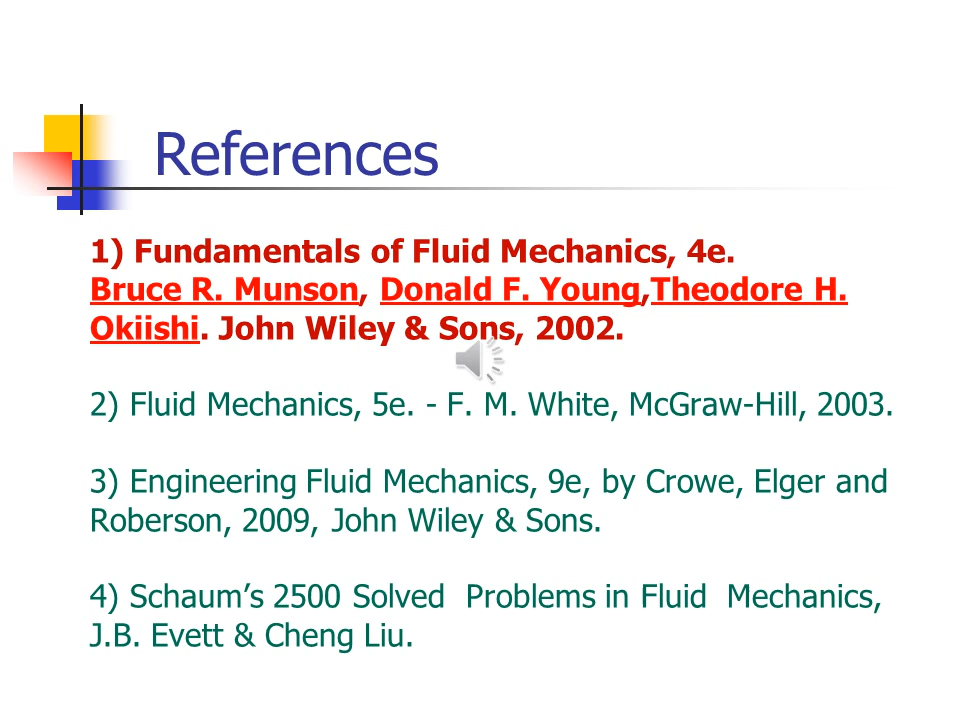 References
1) Fundamentals of Fluid Mechanics, 4e.
Bruce R. Munson, Donald F. Young,Theodore H.
Okiishi. John Wiley & Sons, 2002.
2) Fluid Mechanics, 5e. - F. M. White, McGraw-Hill, 2003.
3) Engineering Fluid Mechanics, 9e, by Crowe, Elger and
Roberson, 2009, John Wiley & Sons.
4) Schaum’s 2500 Solved  Problems in Fluid  Mechanics,
J.B. Evett & Cheng Liu.